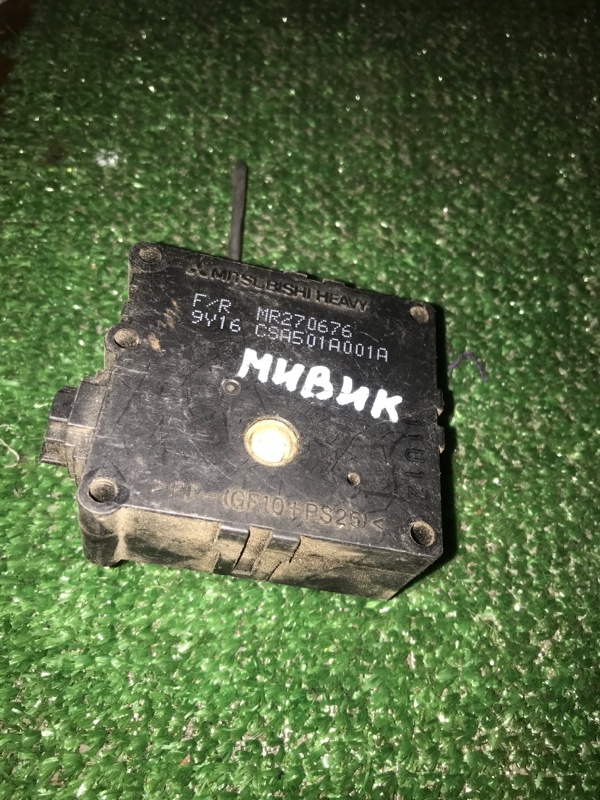 MITSUBISHI HEAVY
F/R MR270676
9Y16 CSA501A001A
МИВИК
>PP-(GF10+PS25)<